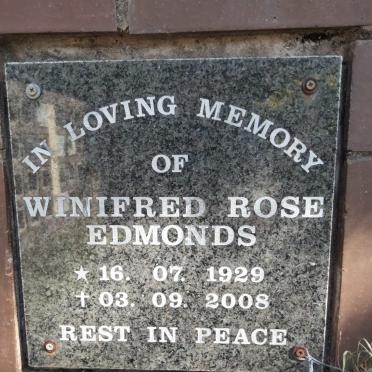 IN LOVING MEMORY
OF
WINIFRED ROSE
EDMONDS
★ 16. 07. 1929
✝ 03. 09. 2008
REST IN PEACE